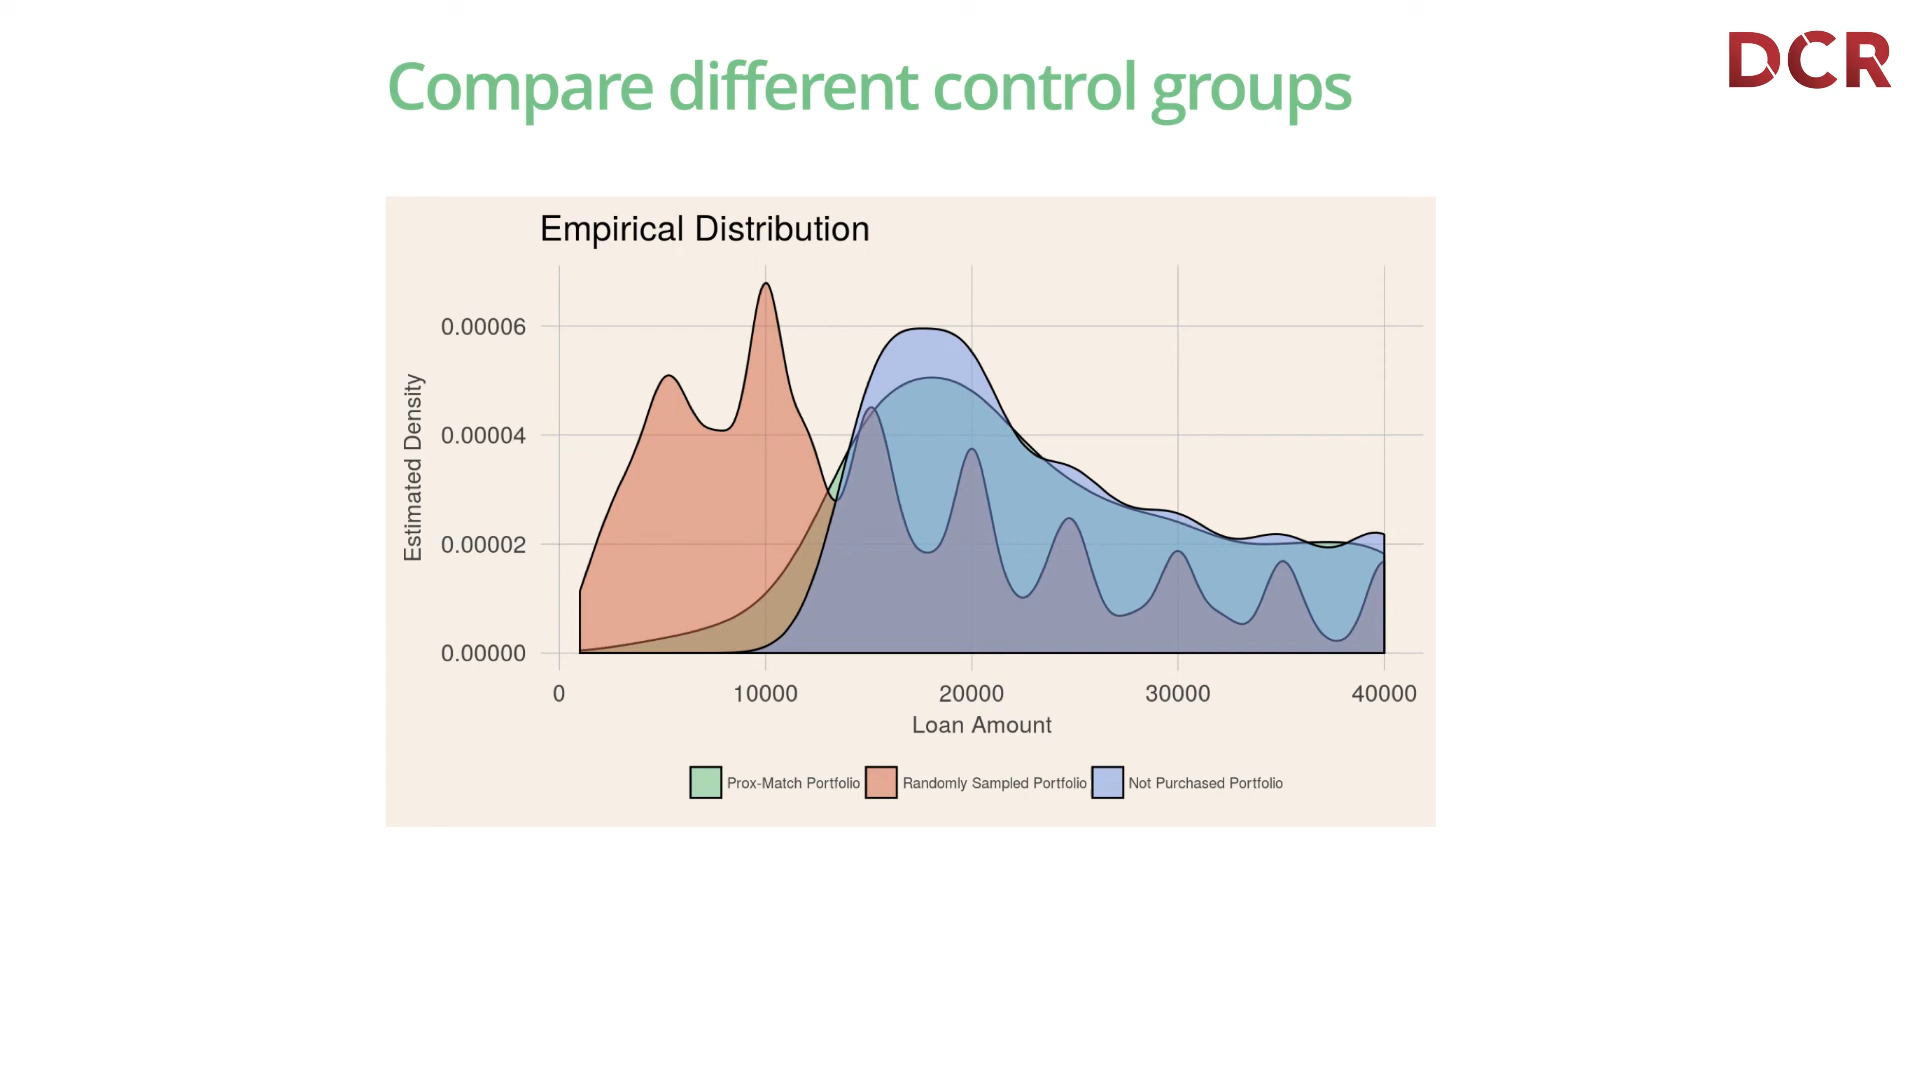 DCR
Compare different control groups
Empirical Distribution
Estimated Density
0.00006
0.00004
0.00002
0.00000
0 10000 20000 30000 40000
Loan Amount
Prox-Match Portfolio Randomly Sampled Portfolio Not Purchased Portfolio